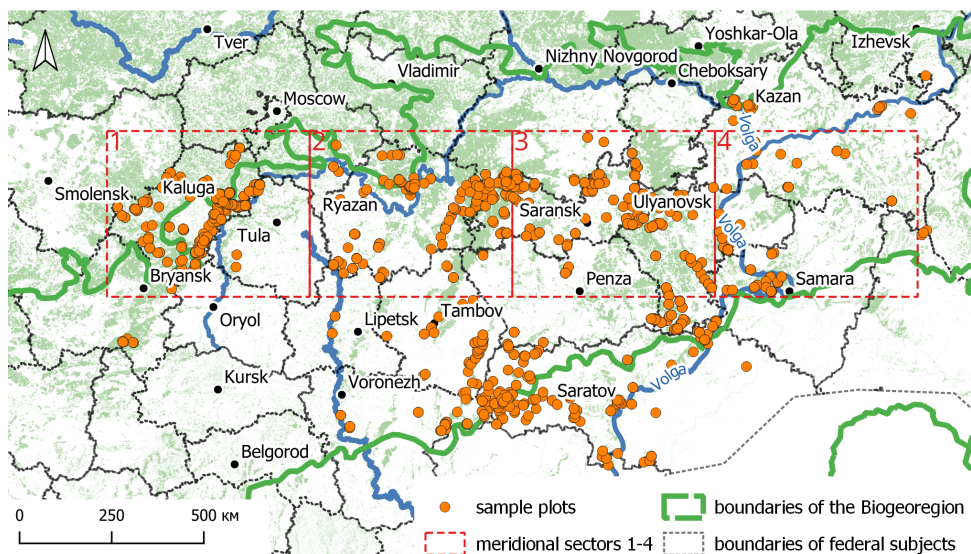 Tver
Yoshkar-Ola
Izhevsk
Nizhny Novgorod
Vladimir
Cheboksary
Moscow
Kazan
Volga
1
2
3
4
Smolensk
Kaluga
Ryazan
Saransk
Ulyanovsk
Tula
Volga
Bryansk
Penza
Samara
Oryol
Lipetsk
Tambov
Kursk
Voronezh
Saratov
Volga
Belgorod
0 250 500 км
sample plots
boundaries of the Biogeoregion
meridional sectors 1-4
boundaries of federal subjects